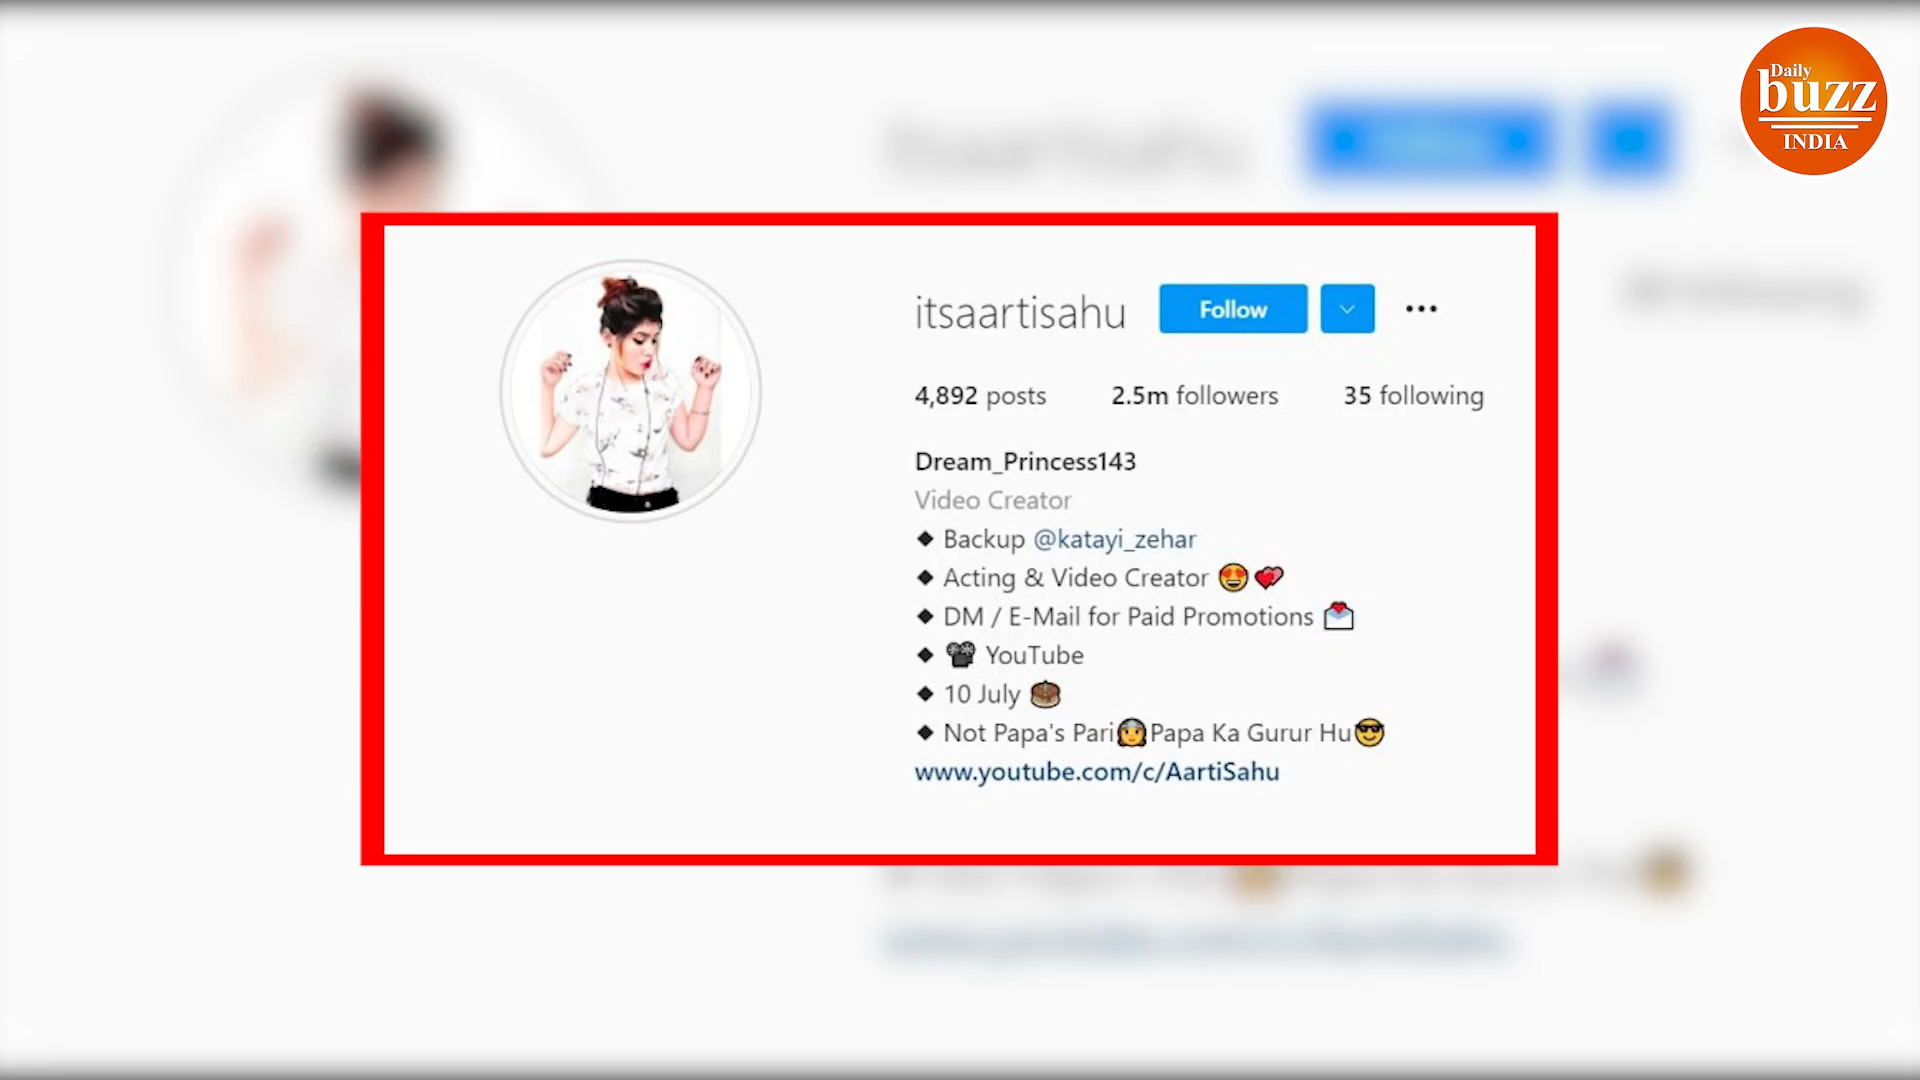 Daily
buzz
INDIA
itsaartisahu Follow
4,892 posts 2.5m followers 35 following
Dream_Princess143
Video Creator
◆ Backup @katayi_zehar
◆ Acting & Video Creator 😍💕
◆ DM / E-Mail for Paid Promotions 💌
◆ 📽 YouTube
◆ 10 July 🎂
◆ Not Papa's Pari👰Papa Ka Gurur Hu😎
www.youtube.com/c/AartiSahu